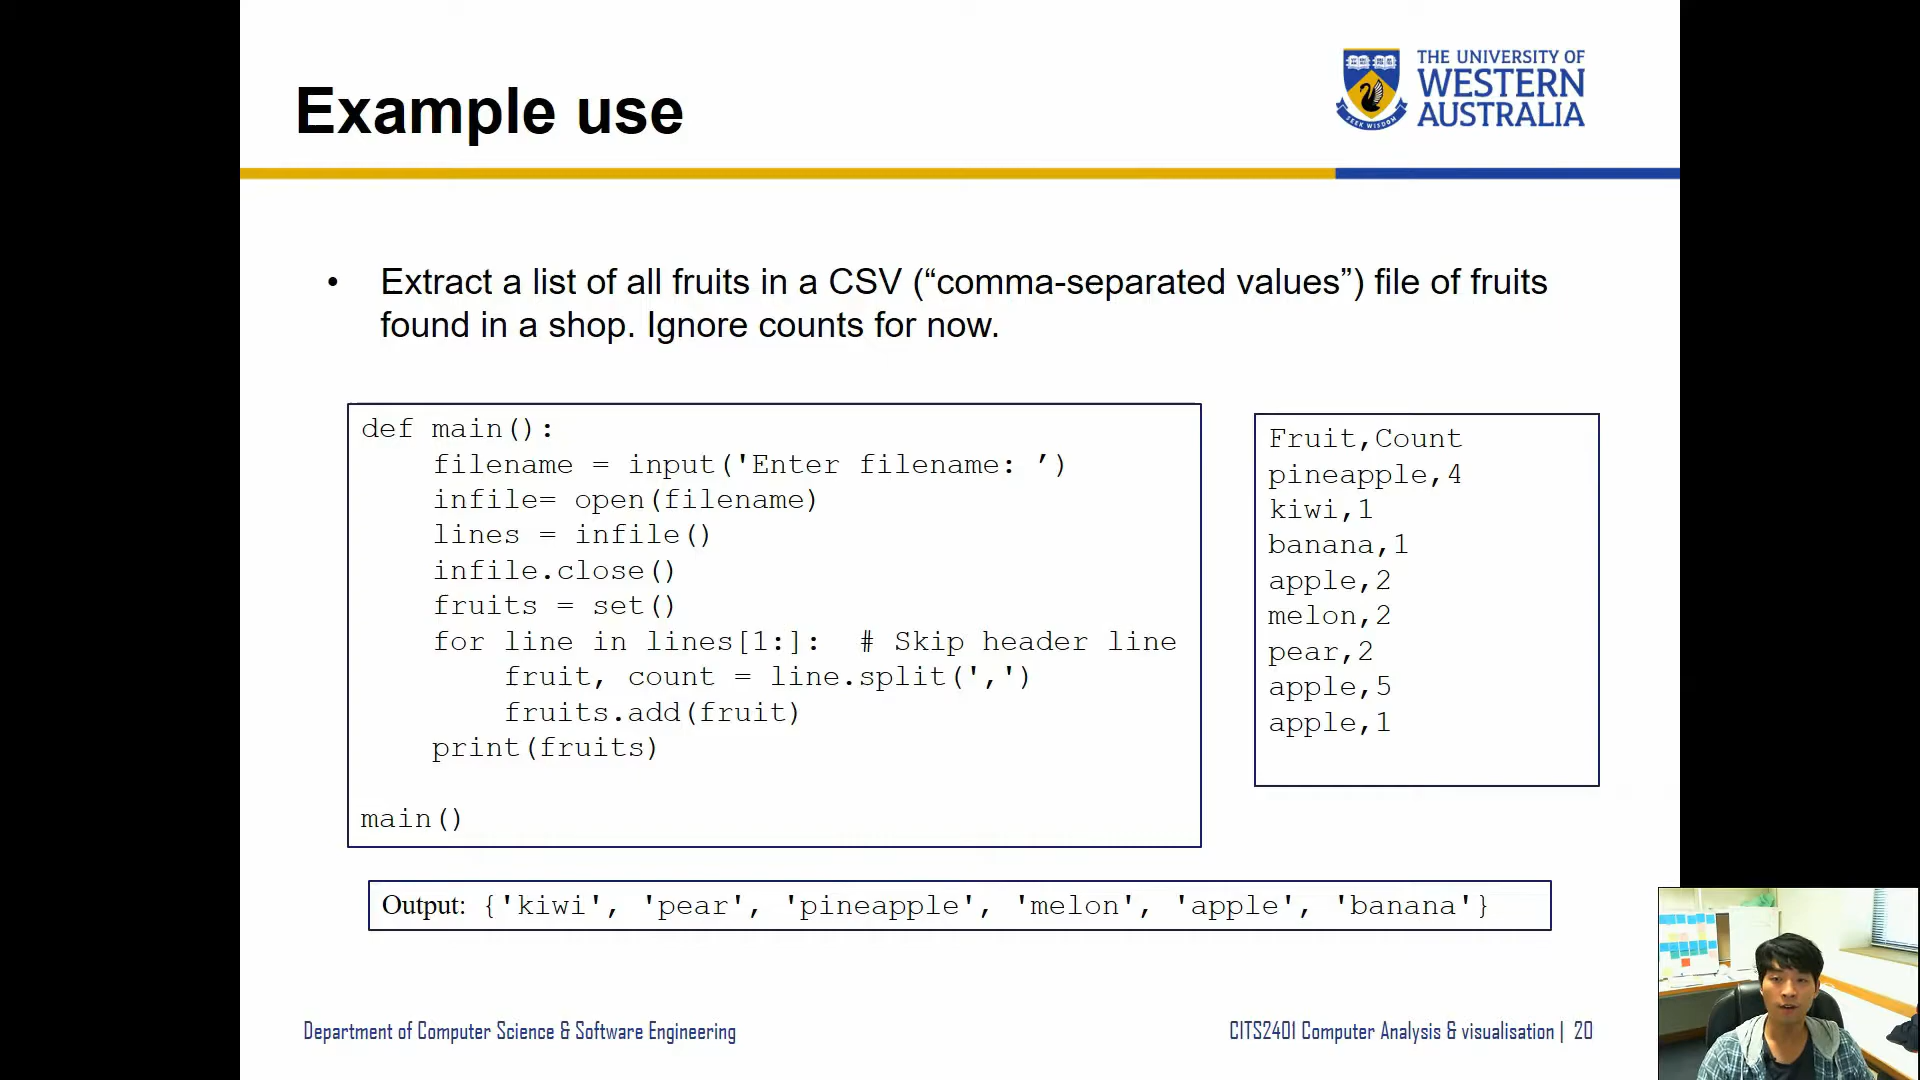 Example use
THE UNIVERSITY OF
WESTERN
AUSTRALIA
SEEK WISDOM
• Extract a list of all fruits in a CSV (“comma-separated values”) file of fruits
found in a shop. Ignore counts for now.
def main():
    filename = input('Enter filename: ’)
    infile= open(filename)
    lines = infile()
    infile.close()
    fruits = set()
    for line in lines[1:]:  # Skip header line
        fruit, count = line.split(',')
        fruits.add(fruit)
    print(fruits)
main()
Fruit,Count
pineapple,4
kiwi,1
banana,1
apple,2
melon,2
pear,2
apple,5
apple,1
Output: {'kiwi', 'pear', 'pineapple', 'melon', 'apple', 'banana'}
Department of Computer Science & Software Engineering
CITS2401 Computer Analysis & visualisation | 20